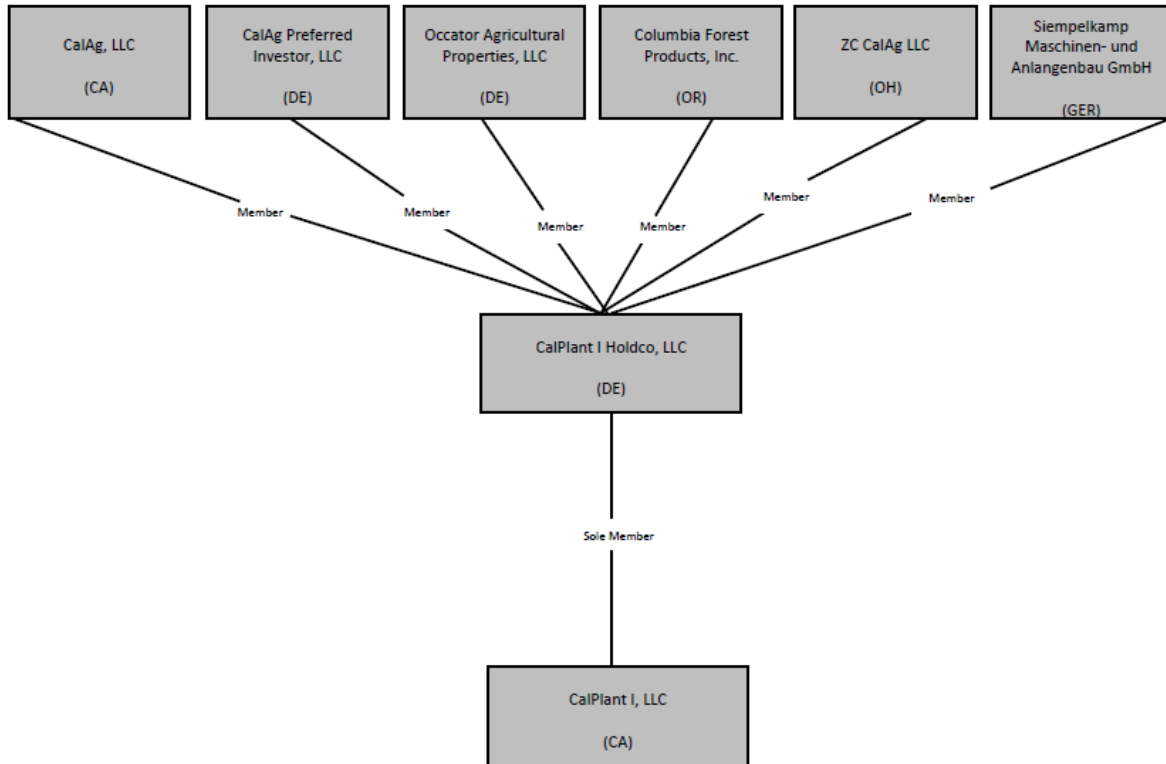 CalAg, LLC
(CA)
CalAg Preferred
Investor, LLC
(DE)
Occator Agricultural
Properties, LLC
(DE)
Columbia Forest
Products, Inc.
(OR)
ZC CalAg LLC
(OH)
Siempelkamp
Maschinen- und
Anlangenbau GmbH
(GER)
Member
Member
Member
Member
Member
Member
CalPlant I Holdco, LLC
(DE)
Sole Member
CalPlant I, LLC
(CA)